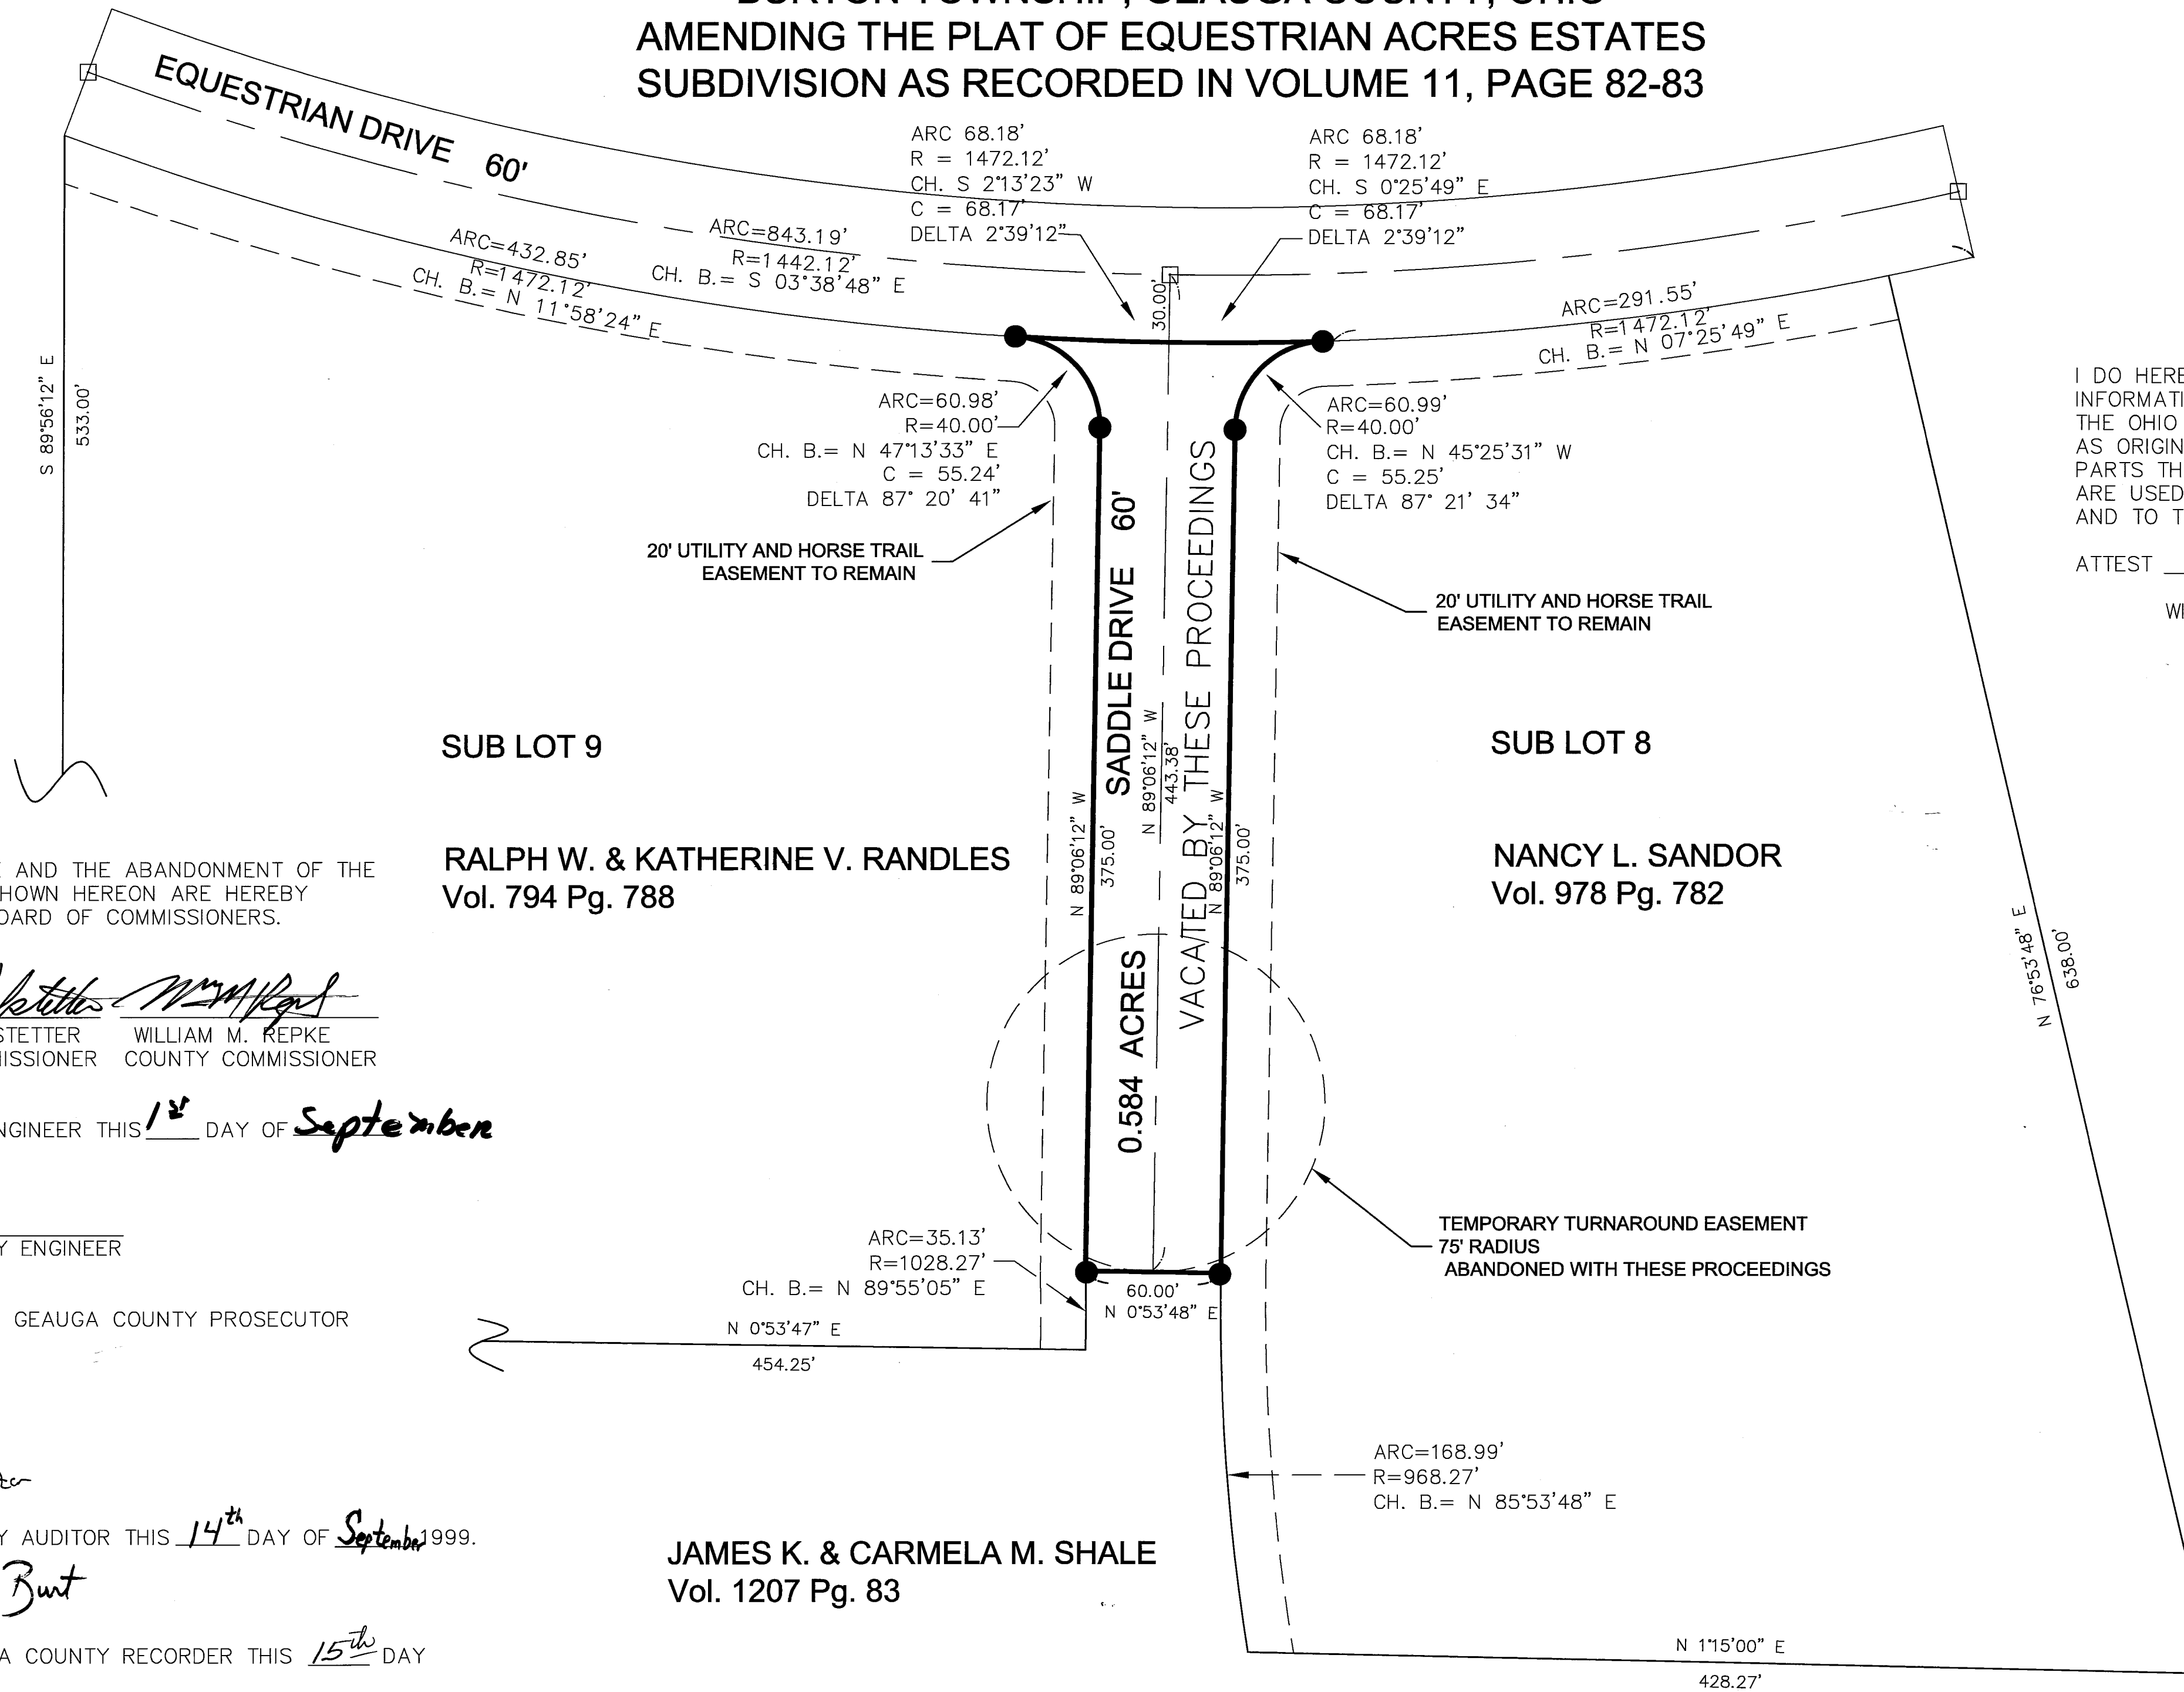 BURTON TOWNSHIP, GEAUGA COUNTY, OHIO
AMENDING THE PLAT OF EQUESTRIAN ACRES ESTATES
SUBDIVISION AS RECORDED IN VOLUME 11, PAGE 82-83
EQUESTRIAN DRIVE 60'
ARC 68.18'
R = 1472.12'
CH. S 2°13'23" W
C = 68.17'
DELTA 2°39'12"
ARC 68.18'
R = 1472.12'
CH. S 0°25'49" E
C = 68.17'
DELTA 2°39'12"
ARC=843.19'
R=1442.12'
CH. B.= S 03°38'48" E
ARC=432.85'
R=1472.12'
CH. B.= N 11°58'24" E
30.00'
ARC=291.55'
R=1472.12'
CH. B.= N 07°25'49" E
S 89°56'12" E
533.00'
ARC=60.98'
R=40.00'
CH. B.= N 47°13'33" E
C = 55.24'
DELTA 87° 20' 41"
ARC=60.99'
R=40.00'
CH. B.= N 45°25'31" W
C = 55.25'
DELTA 87° 21' 34"
I DO HERE
INFORMATI
THE OHIO
AS ORIGIN
PARTS TH
ARE USED
AND TO T
ATTEST
WI
20' UTILITY AND HORSE TRAIL
EASEMENT TO REMAIN
20' UTILITY AND HORSE TRAIL
EASEMENT TO REMAIN
SADDLE DRIVE 60'
VACATED BY THESE PROCEEDINGS
N 89°06'12" W
443.38'
N 89°06'12" W
375.00'
N 89°06'12" W
375.00'
0.584 ACRES
SUB LOT 9
RALPH W. & KATHERINE V. RANDLES
Vol. 794 Pg. 788
SUB LOT 8
NANCY L. SANDOR
Vol. 978 Pg. 782
N 76°53'48" E
638.00'
AND THE ABANDONMENT OF THE
HOWN HEREON ARE HEREBY
OARD OF COMMISSIONERS.
STETTER WILLIAM M. REPKE
MISSIONER COUNTY COMMISSIONER
NGINEER THIS 1st DAY OF September
Y ENGINEER
GEAUGA COUNTY PROSECUTOR
ARC=35.13'
R=1028.27'
CH. B.= N 89°55'05" E
60.00'
N 0°53'48" E
TEMPORARY TURNAROUND EASEMENT
75' RADIUS
ABANDONED WITH THESE PROCEEDINGS
N 0°53'47" E
454.25'
ARC=168.99'
R=968.27'
CH. B.= N 85°53'48" E
Y AUDITOR THIS 14th DAY OF September 1999.
Burt
JAMES K. & CARMELA M. SHALE
Vol. 1207 Pg. 83
A COUNTY RECORDER THIS 15th DAY
N 1°15'00" E
428.27'